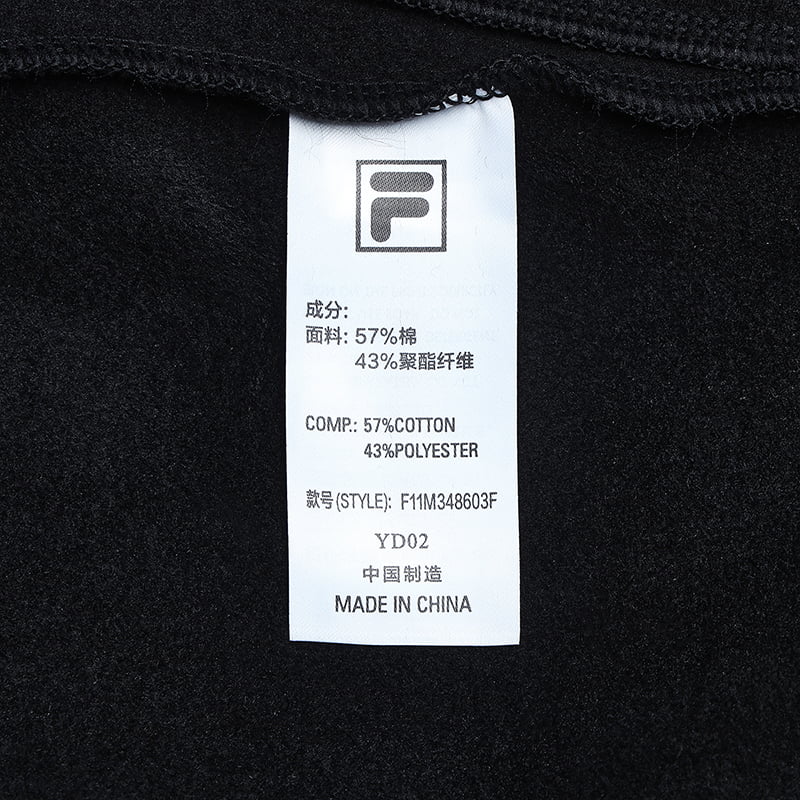 F
成分:
面料: 57%棉
43%聚酯纤维
COMP.: 57%COTTON
43%POLYESTER
款号(STYLE): F11M348603F
YD02
中国制造
MADE IN CHINA